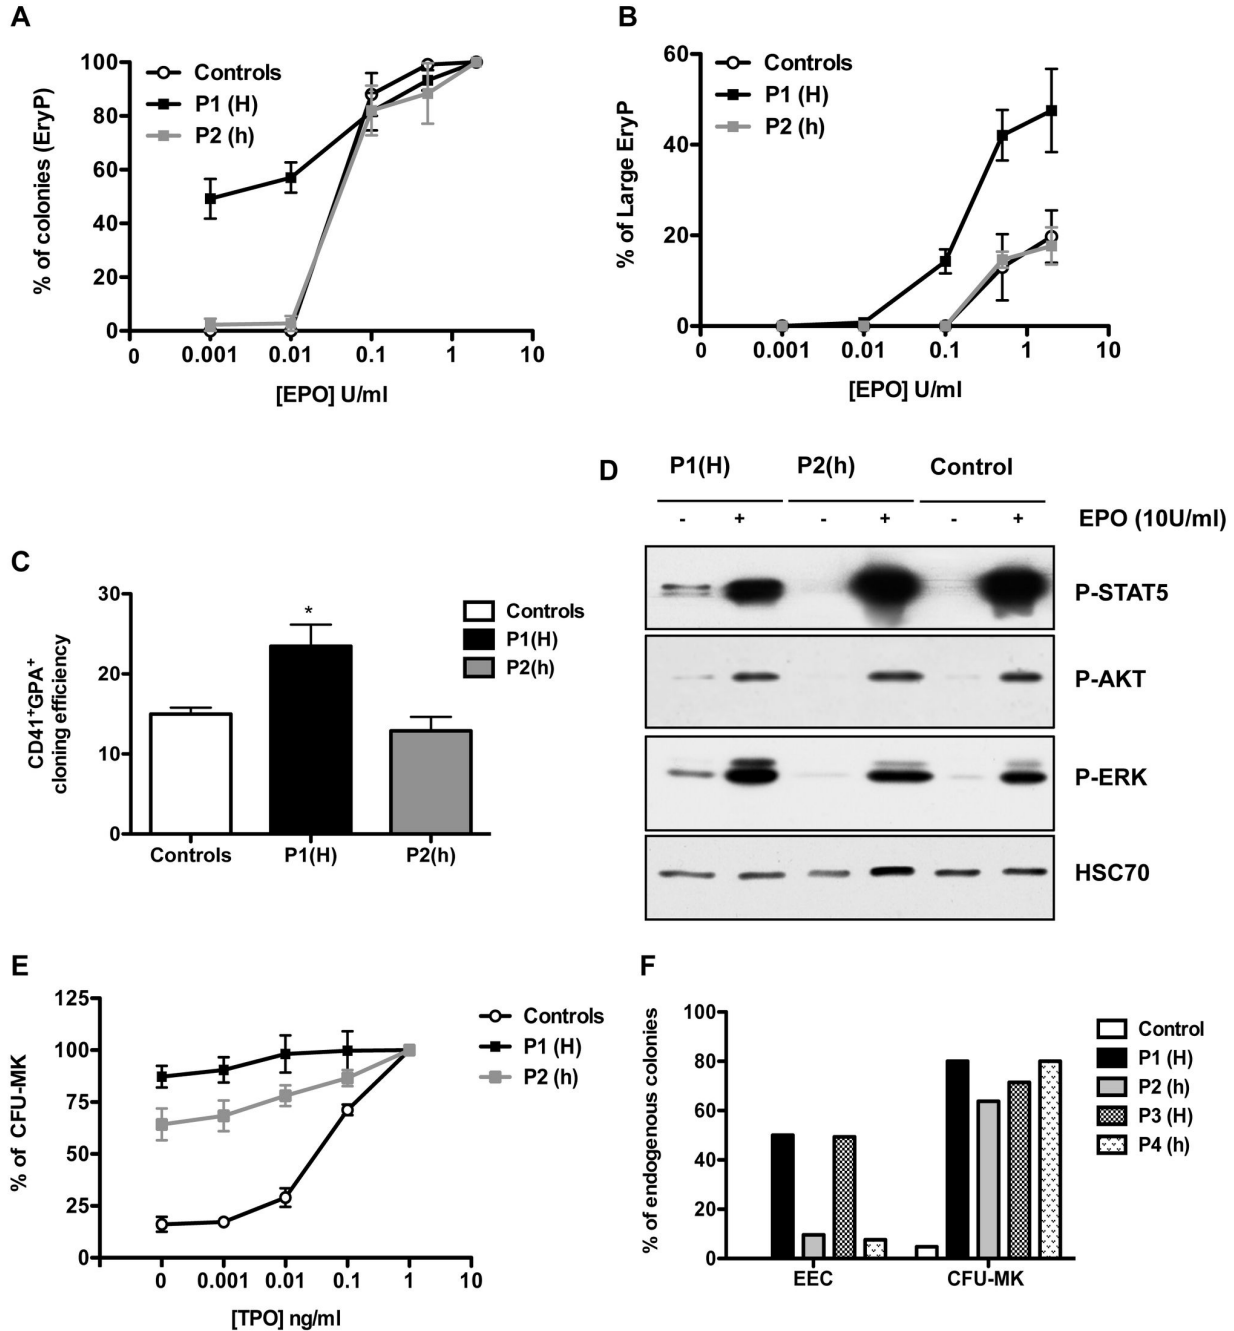 A
100
80
60
40
20
0
% of colonies (EryP)
Controls
P1 (H)
P2 (h)
0 0.001 0.01 0.1 1 10
[EPO] U/ml
B
60
40
20
0
% of Large EryP
Controls
P1 (H)
P2 (h)
0 0.001 0.01 0.1 1 10
[EPO] U/ml
C
30
20
10
0
CD41⁺GPA⁺
cloning efficiency
*
Controls
P1(H)
P2(h)
Controls P1(H) P2(h)
D
P1(H) P2(h) Control
- + - + - + EPO (10U/ml)
P-STAT5
P-AKT
P-ERK
HSC70
E
125
100
75
50
25
0
% of CFU-MK
Controls
P1 (H)
P2 (h)
0 0.001 0.01 0.1 1 10
[TPO] ng/ml
F
100
80
60
40
20
0
% of endogenous colonies
Control
P1 (H)
P2 (h)
P3 (H)
P4 (h)
EEC CFU-MK